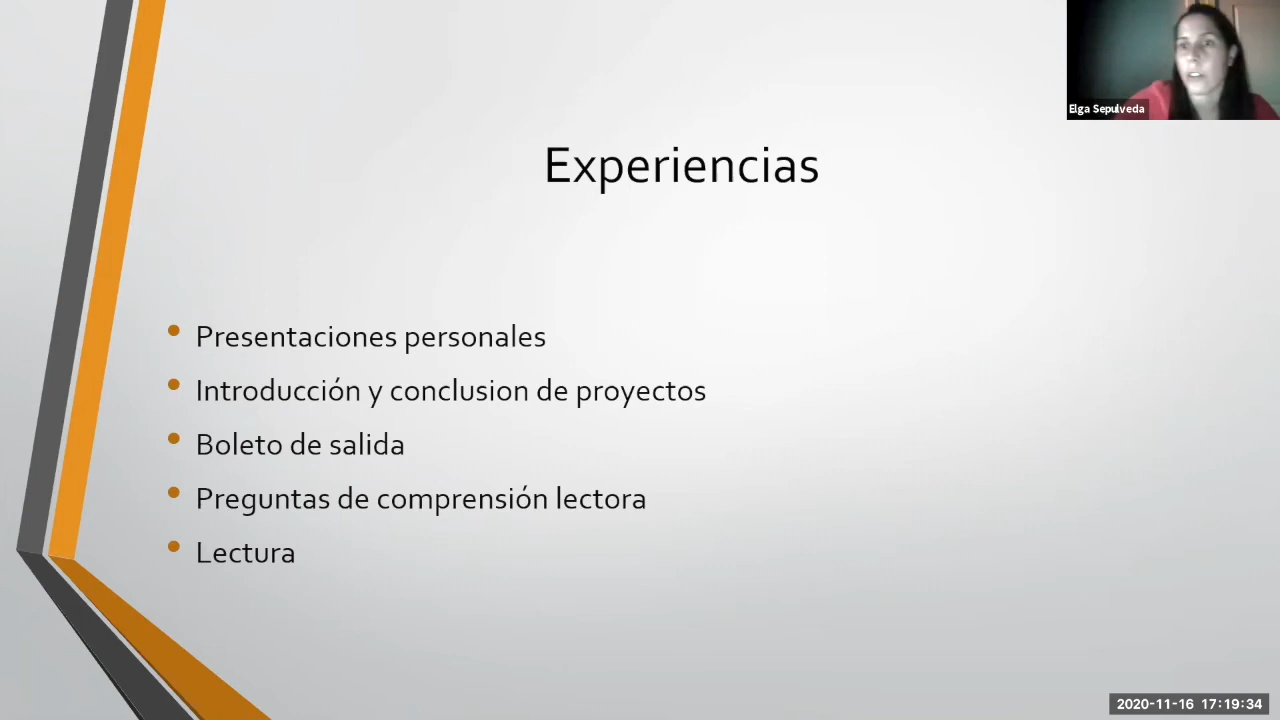 Elga Sepulveda
Experiencias
• Presentaciones personales
• Introducción y conclusion de proyectos
• Boleto de salida
• Preguntas de comprensión lectora
• Lectura
2020-11-16 17:19:34